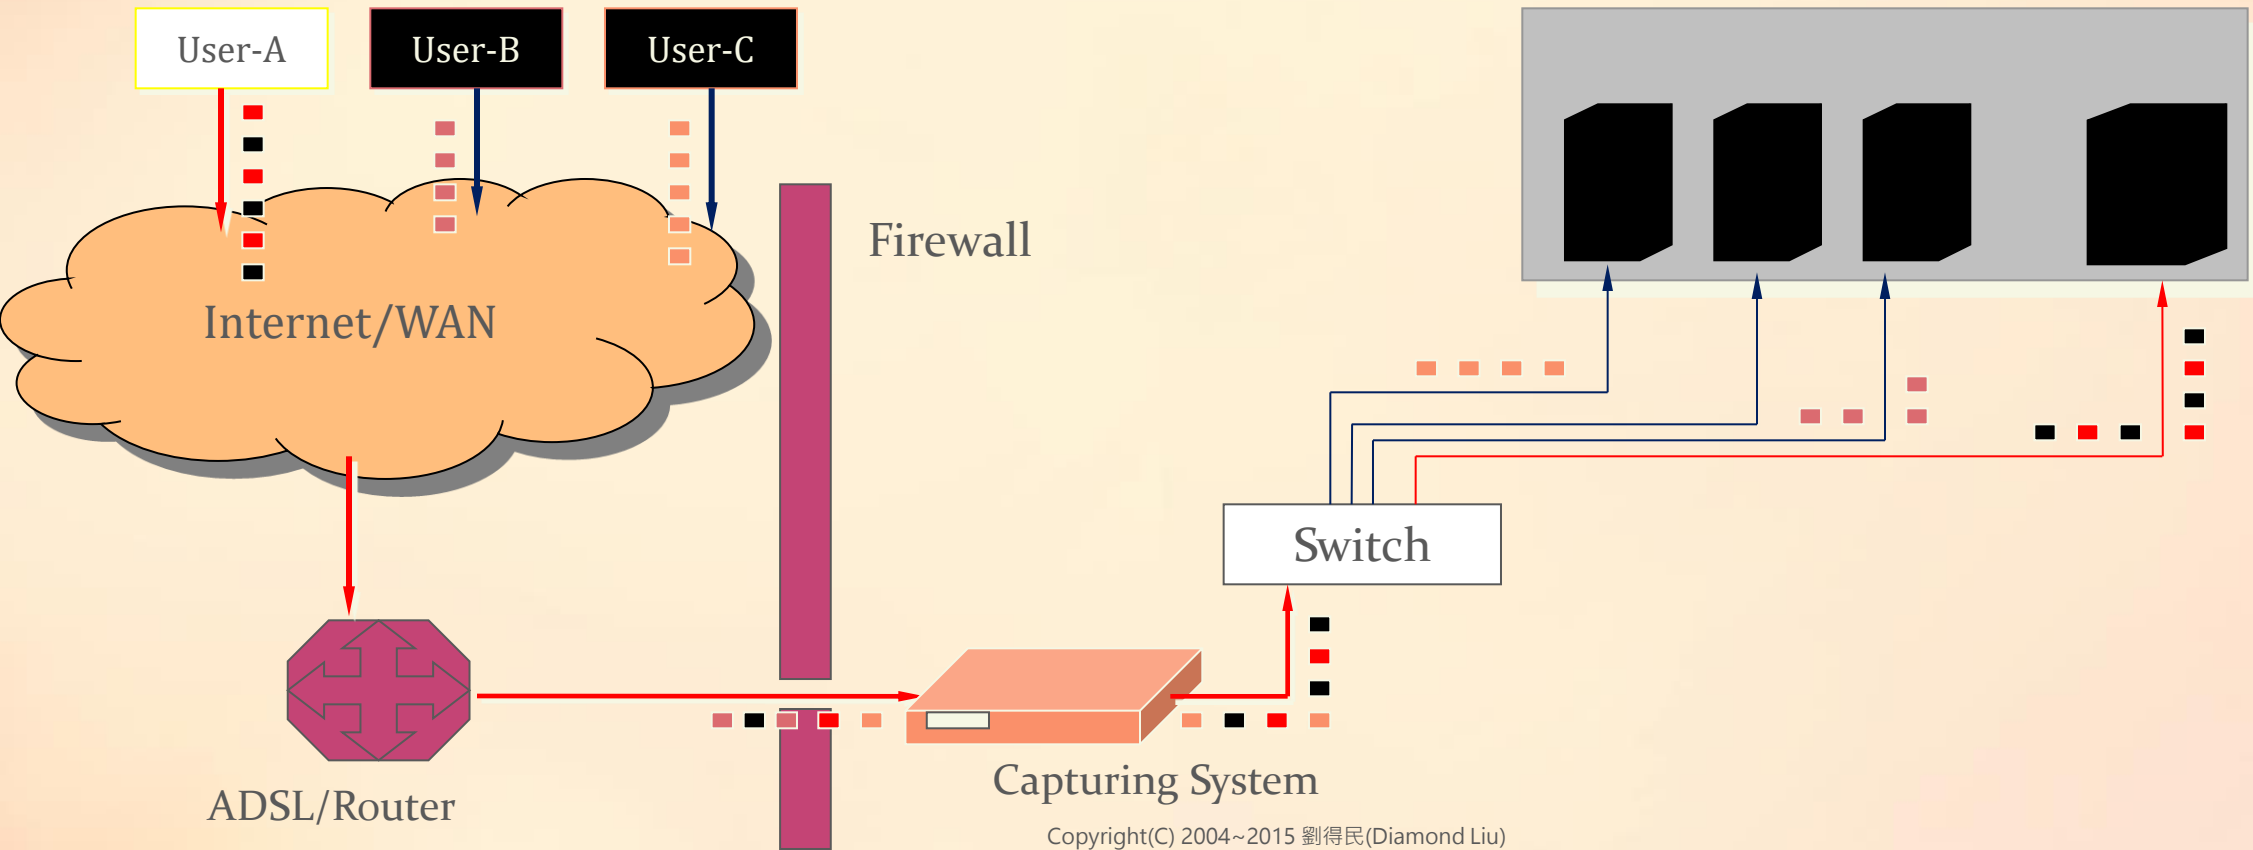 User-A
User-B
User-C
Firewall
Internet/WAN
Switch
Capturing System
ADSL/Router
Copyright(C) 2004~2015 劉得民(Diamond Liu)